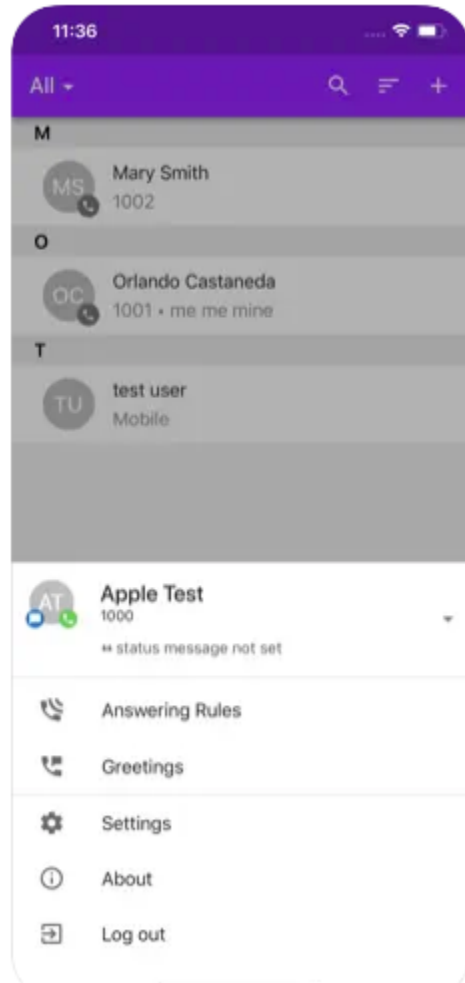 11:36
All
M
MS
Mary Smith
1002
O
OC
Orlando Castaneda
1001 • me me mine
T
TU
test user
Mobile
AT
Apple Test
1000
status message not set
Answering Rules
Greetings
Settings
About
Log out